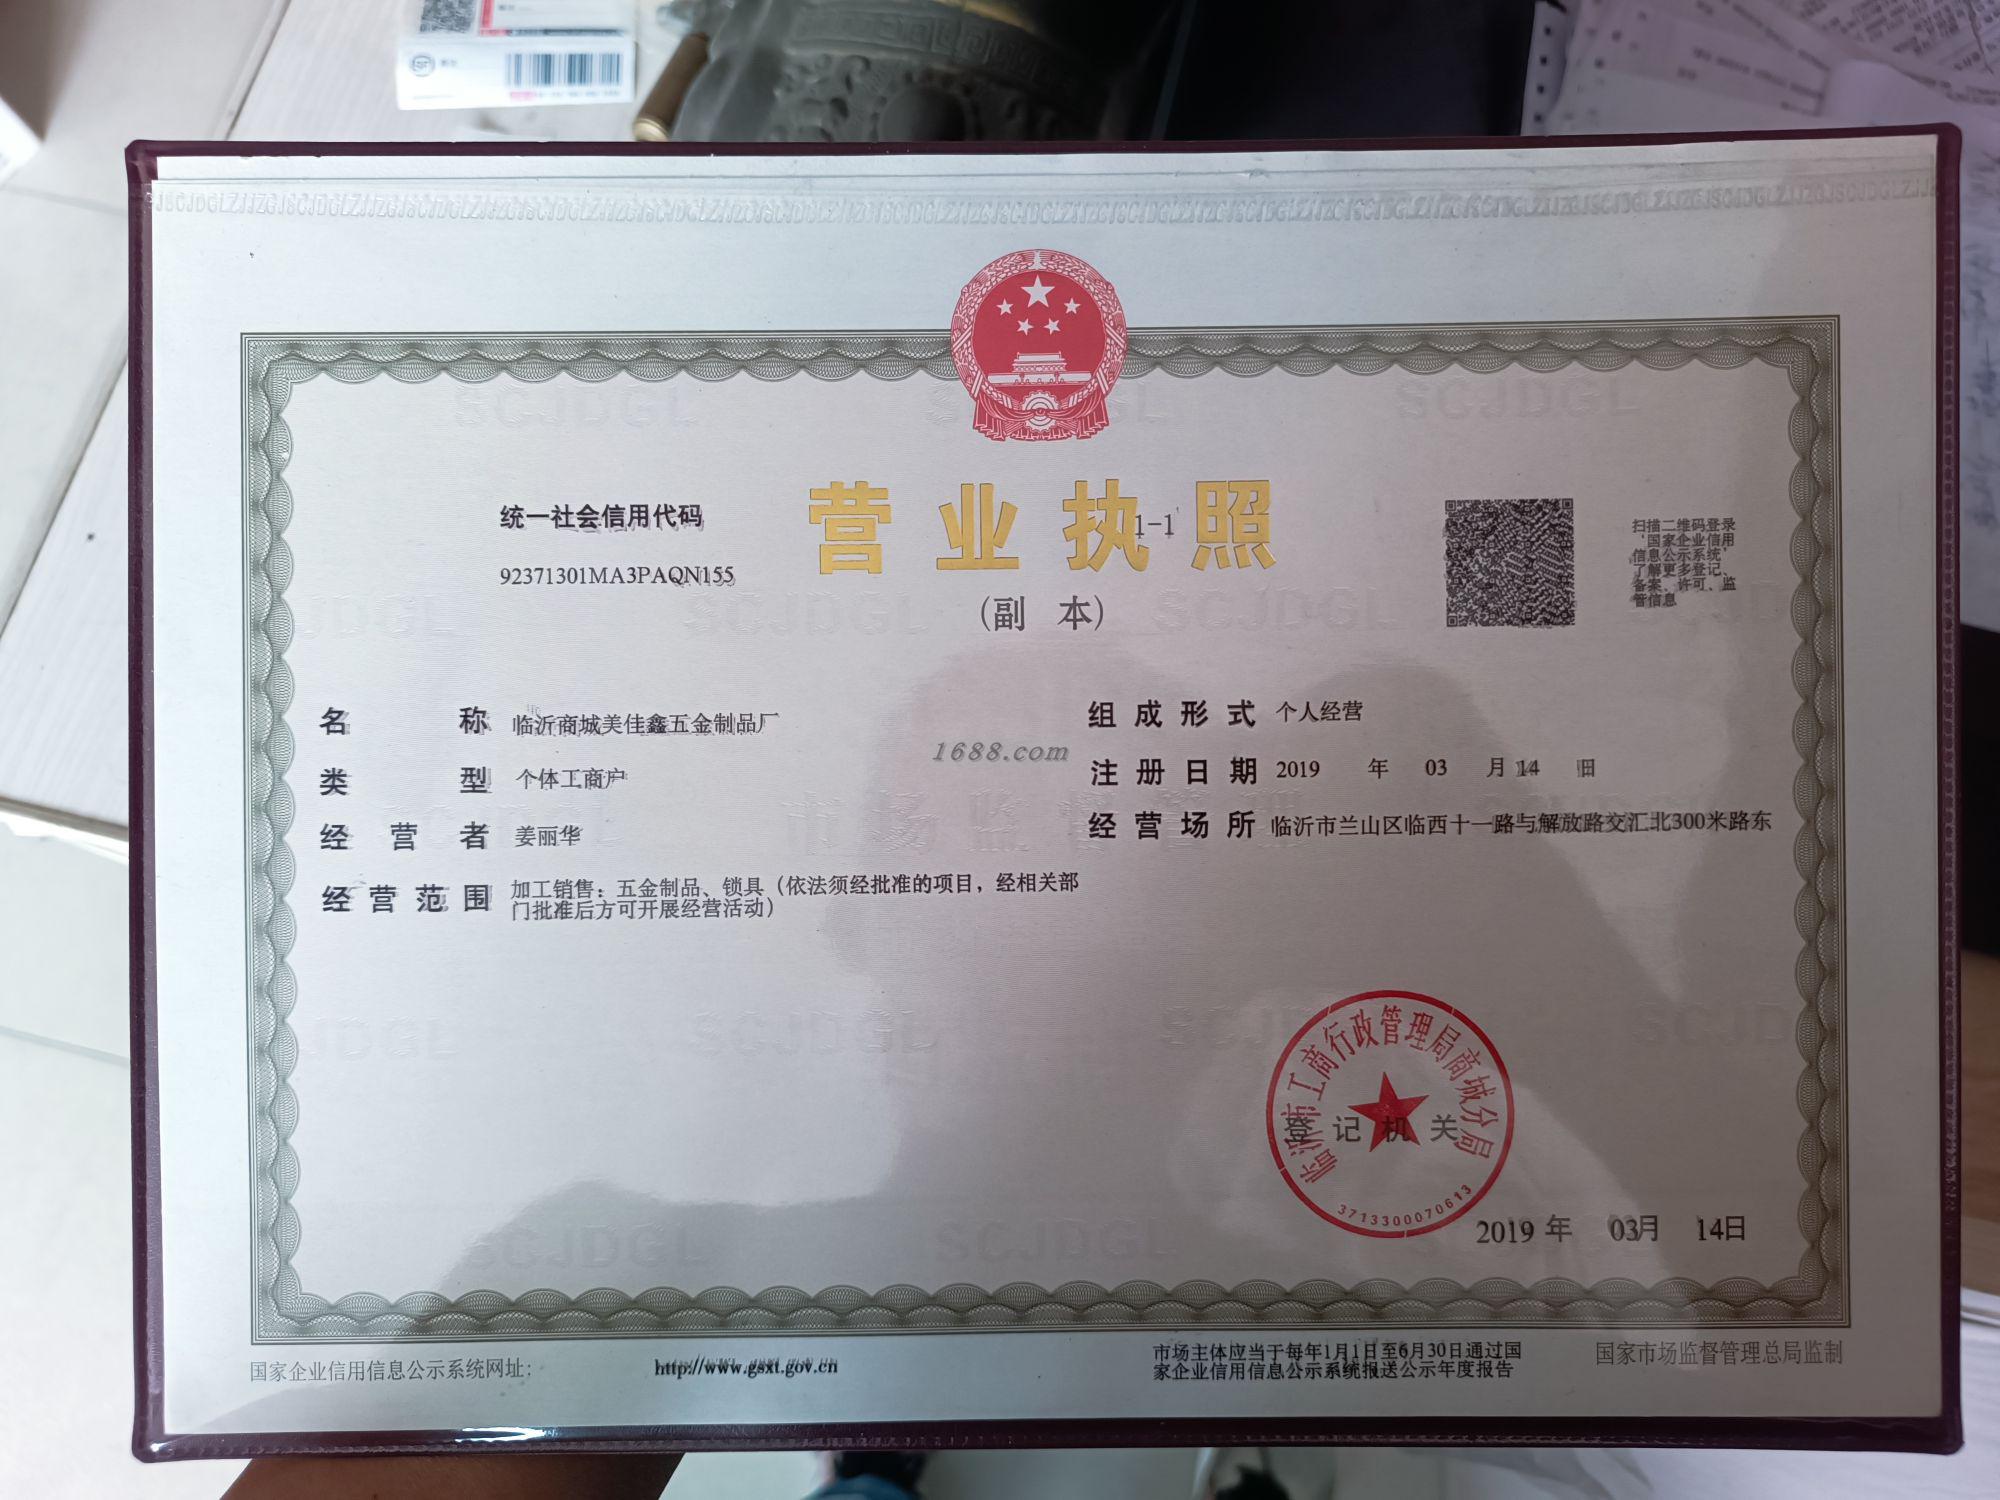 统一社会信用代码
92371301MA3PAQN155
营业执照
1-1
(副 本)
扫描二维码登录
‘国家企业信用
信息公示系统’
了解更多登记、
备案、许可、监
管信息
名 称 临沂商城美佳鑫五金制品厂
类 型 个体工商户
经 营 者 姜丽华
经营范围 加工销售：五金制品、锁具（依法须经批准的项目，经相关部
门批准后方可开展经营活动）
组成形式 个人经营
注册日期 2019 年 03 月 14 日
经营场所 临沂市兰山区临西十一路与解放路交汇北300米路东
1688.com
临沂市工商行政管理局商城分局
登记机关
3713300070613
2019 年 03月 14日
国家企业信用信息公示系统网址：
http://www.gsxt.gov.cn
市场主体应当于每年1月1日至6月30日通过国
家企业信用信息公示系统报送公示年度报告
国家市场监督管理总局监制